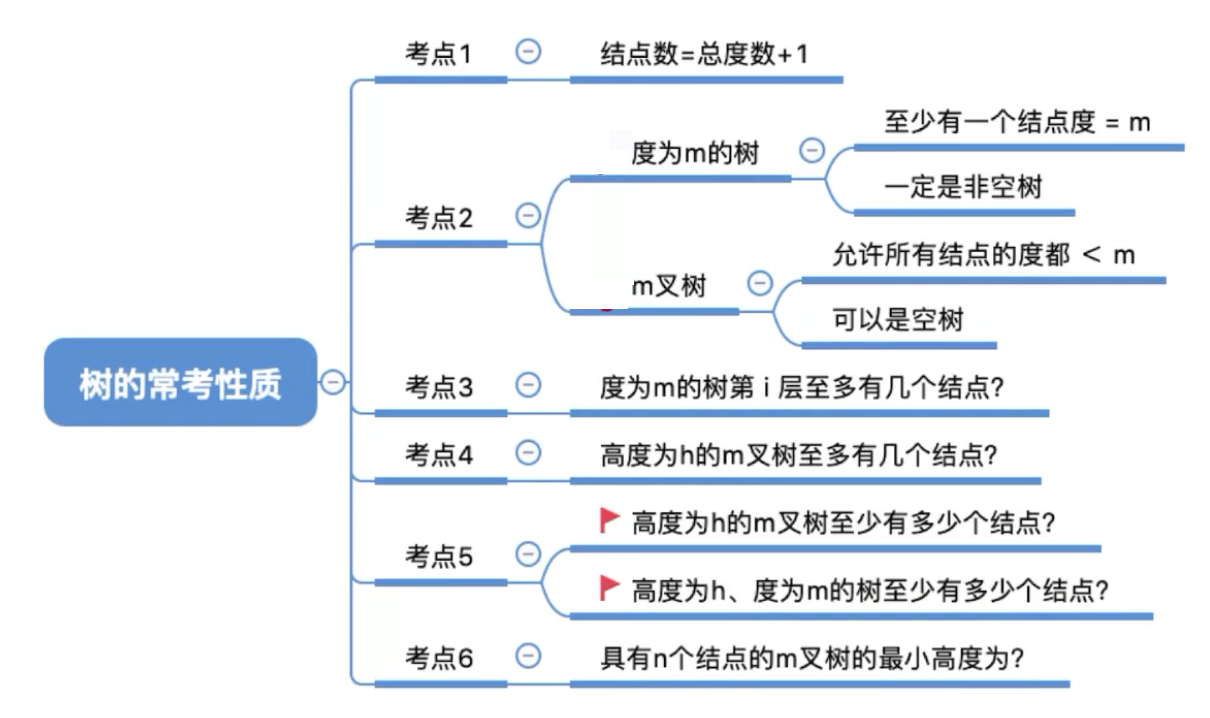 树的常考性质
考点1
结点数=总度数+1
考点2
度为m的树
至少有一个结点度 = m
一定是非空树
m叉树
允许所有结点的度都 < m
可以是空树
考点3
度为m的树第 i 层至多有几个结点?
考点4
高度为h的m叉树至多有几个结点?
考点5
高度为h的m叉树至少有多少个结点?
高度为h、度为m的树至少有多少个结点?
考点6
具有n个结点的m叉树的最小高度为?